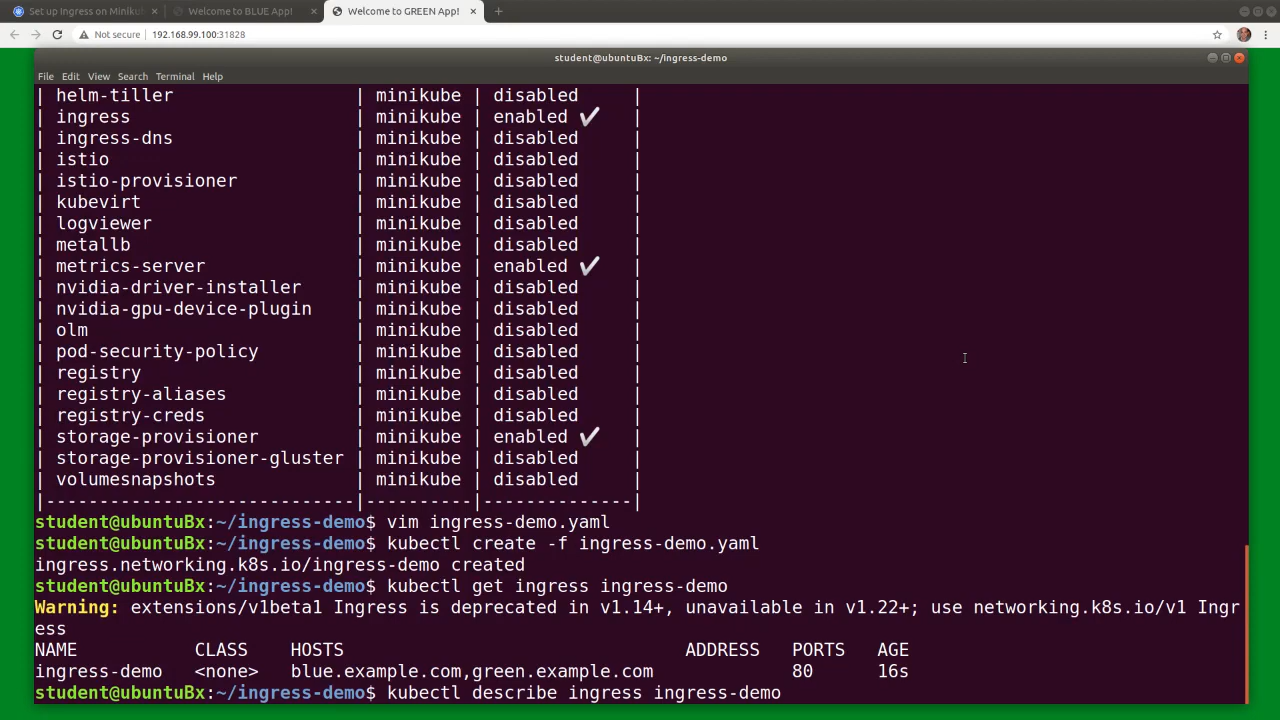 Set up Ingress on Miniku
Welcome to BLUE App!
Welcome to GREEN App!
Not secure | 192.168.99.100:31828
student@ubuntuBx: ~/ingress-demo
File Edit View Search Terminal Help
| helm-tiller | minikube | disabled |
| ingress | minikube | enabled ✔ |
| ingress-dns | minikube | disabled |
| istio | minikube | disabled |
| istio-provisioner | minikube | disabled |
| kubevirt | minikube | disabled |
| logviewer | minikube | disabled |
| metallb | minikube | disabled |
| metrics-server | minikube | enabled ✔ |
| nvidia-driver-installer | minikube | disabled |
| nvidia-gpu-device-plugin | minikube | disabled |
| olm | minikube | disabled |
| pod-security-policy | minikube | disabled |
| registry | minikube | disabled |
| registry-aliases | minikube | disabled |
| registry-creds | minikube | disabled |
| storage-provisioner | minikube | enabled ✔ |
| storage-provisioner-gluster | minikube | disabled |
| volumesnapshots | minikube | disabled |
|-----------------------------|----------|--------------|
student@ubuntuBx:~/ingress-demo$ vim ingress-demo.yaml
student@ubuntuBx:~/ingress-demo$ kubectl create -f ingress-demo.yaml
ingress.networking.k8s.io/ingress-demo created
student@ubuntuBx:~/ingress-demo$ kubectl get ingress ingress-demo
Warning: extensions/v1beta1 Ingress is deprecated in v1.14+, unavailable in v1.22+; use networking.k8s.io/v1 Ingr
ess
NAME CLASS HOSTS ADDRESS PORTS AGE
ingress-demo <none> blue.example.com,green.example.com 80 16s
student@ubuntuBx:~/ingress-demo$ kubectl describe ingress ingress-demo